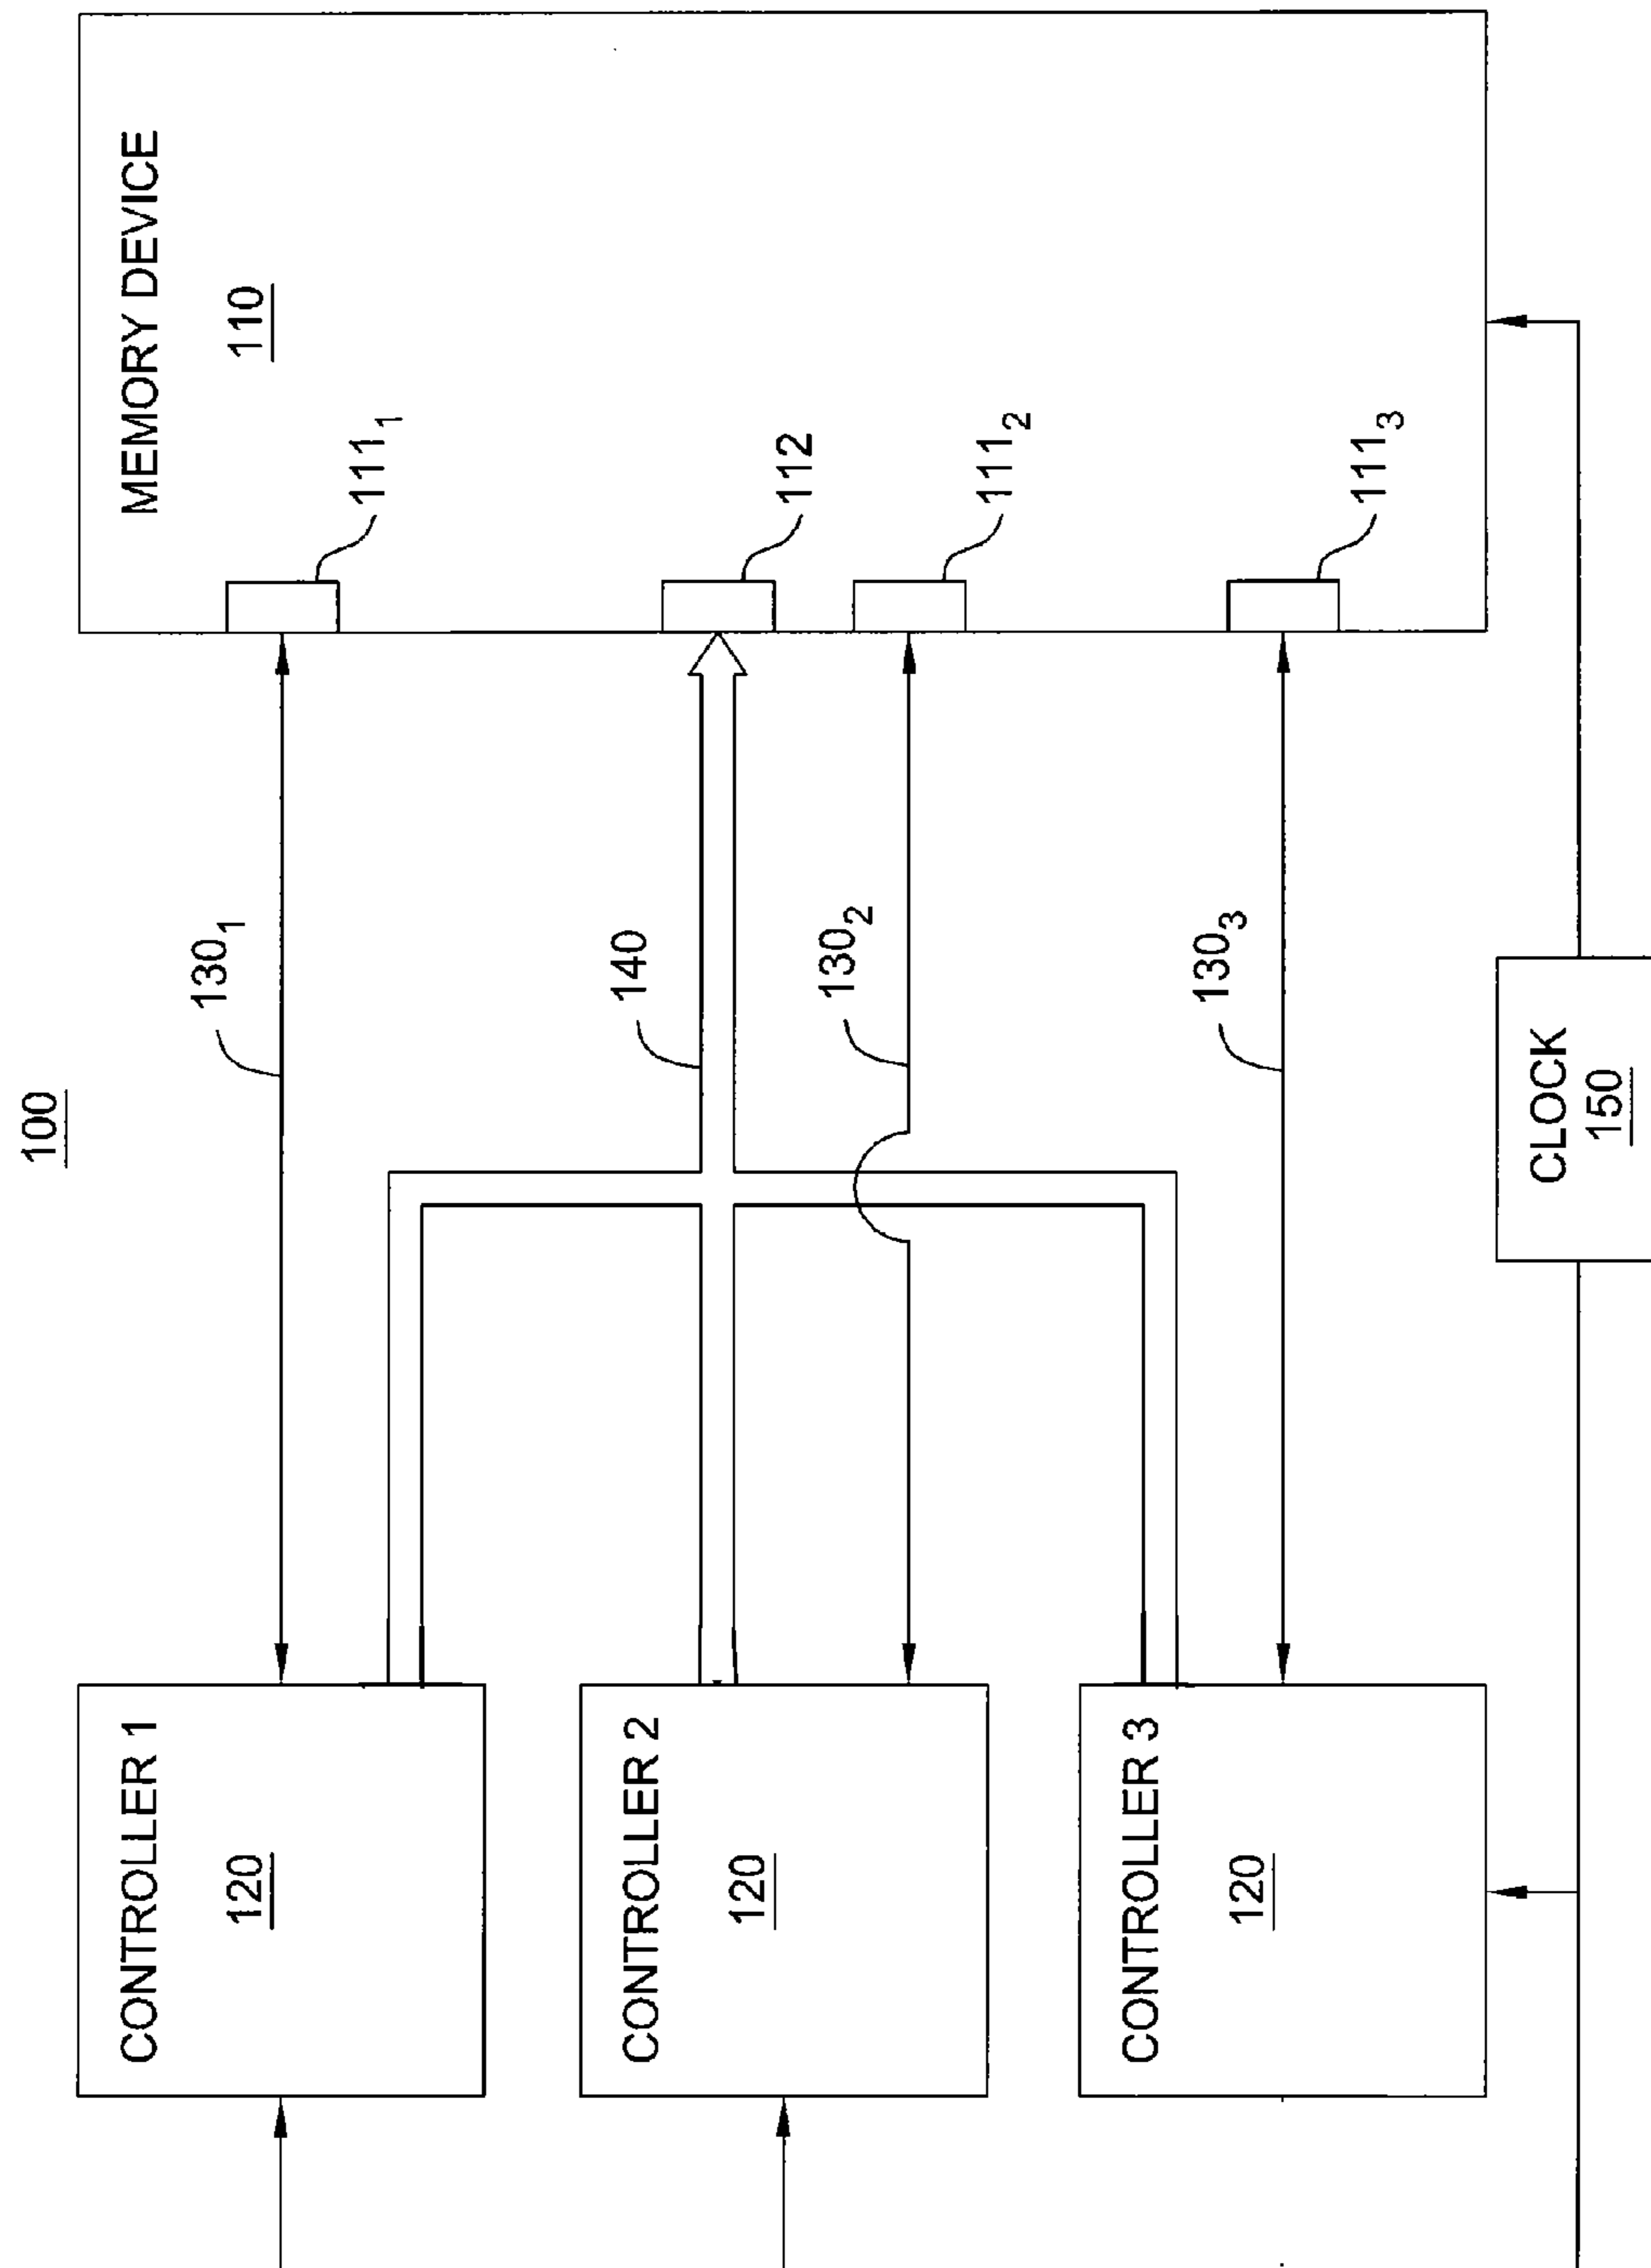 100
CONTROLLER 1
120
CONTROLLER 2
120
CONTROLLER 3
120
130₁
140
130₂
130₃
MEMORY DEVICE
110
111₁
112
111₂
111₃
CLOCK
150